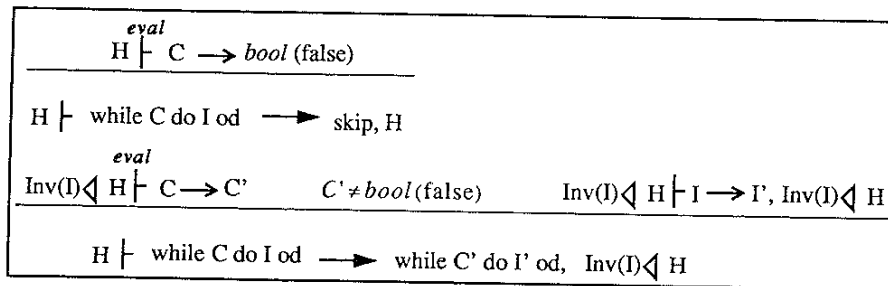 eval
H ⊢ C → bool (false)
H ⊢ while C do I od → skip, H
eval
Inv(I)⩤ H ⊢ C → C' C' ≠ bool (false) Inv(I)⩤ H ⊢ I → I', Inv(I)⩤ H
H ⊢ while C do I od → while C' do I' od, Inv(I)⩤ H